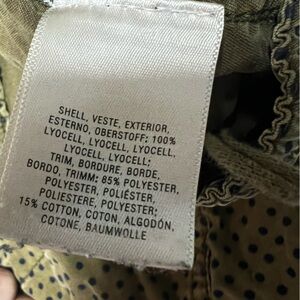 SHELL, VESTE, EXTERIOR,
ESTERNO, OBERSTOFF: 100%
LYOCELL, LYOCELL, LYOCELL,
LYOCELL, LYOCELL;
TRIM, BORDURE, BORDE,
BORDO, TRIMM: 85% POLYESTER,
POLYESTER, POLIÉSTER,
POLIESTERE, POLYESTER;
15% COTTON, COTON, ALGODÓN,
COTONE, BAUMWOLLE